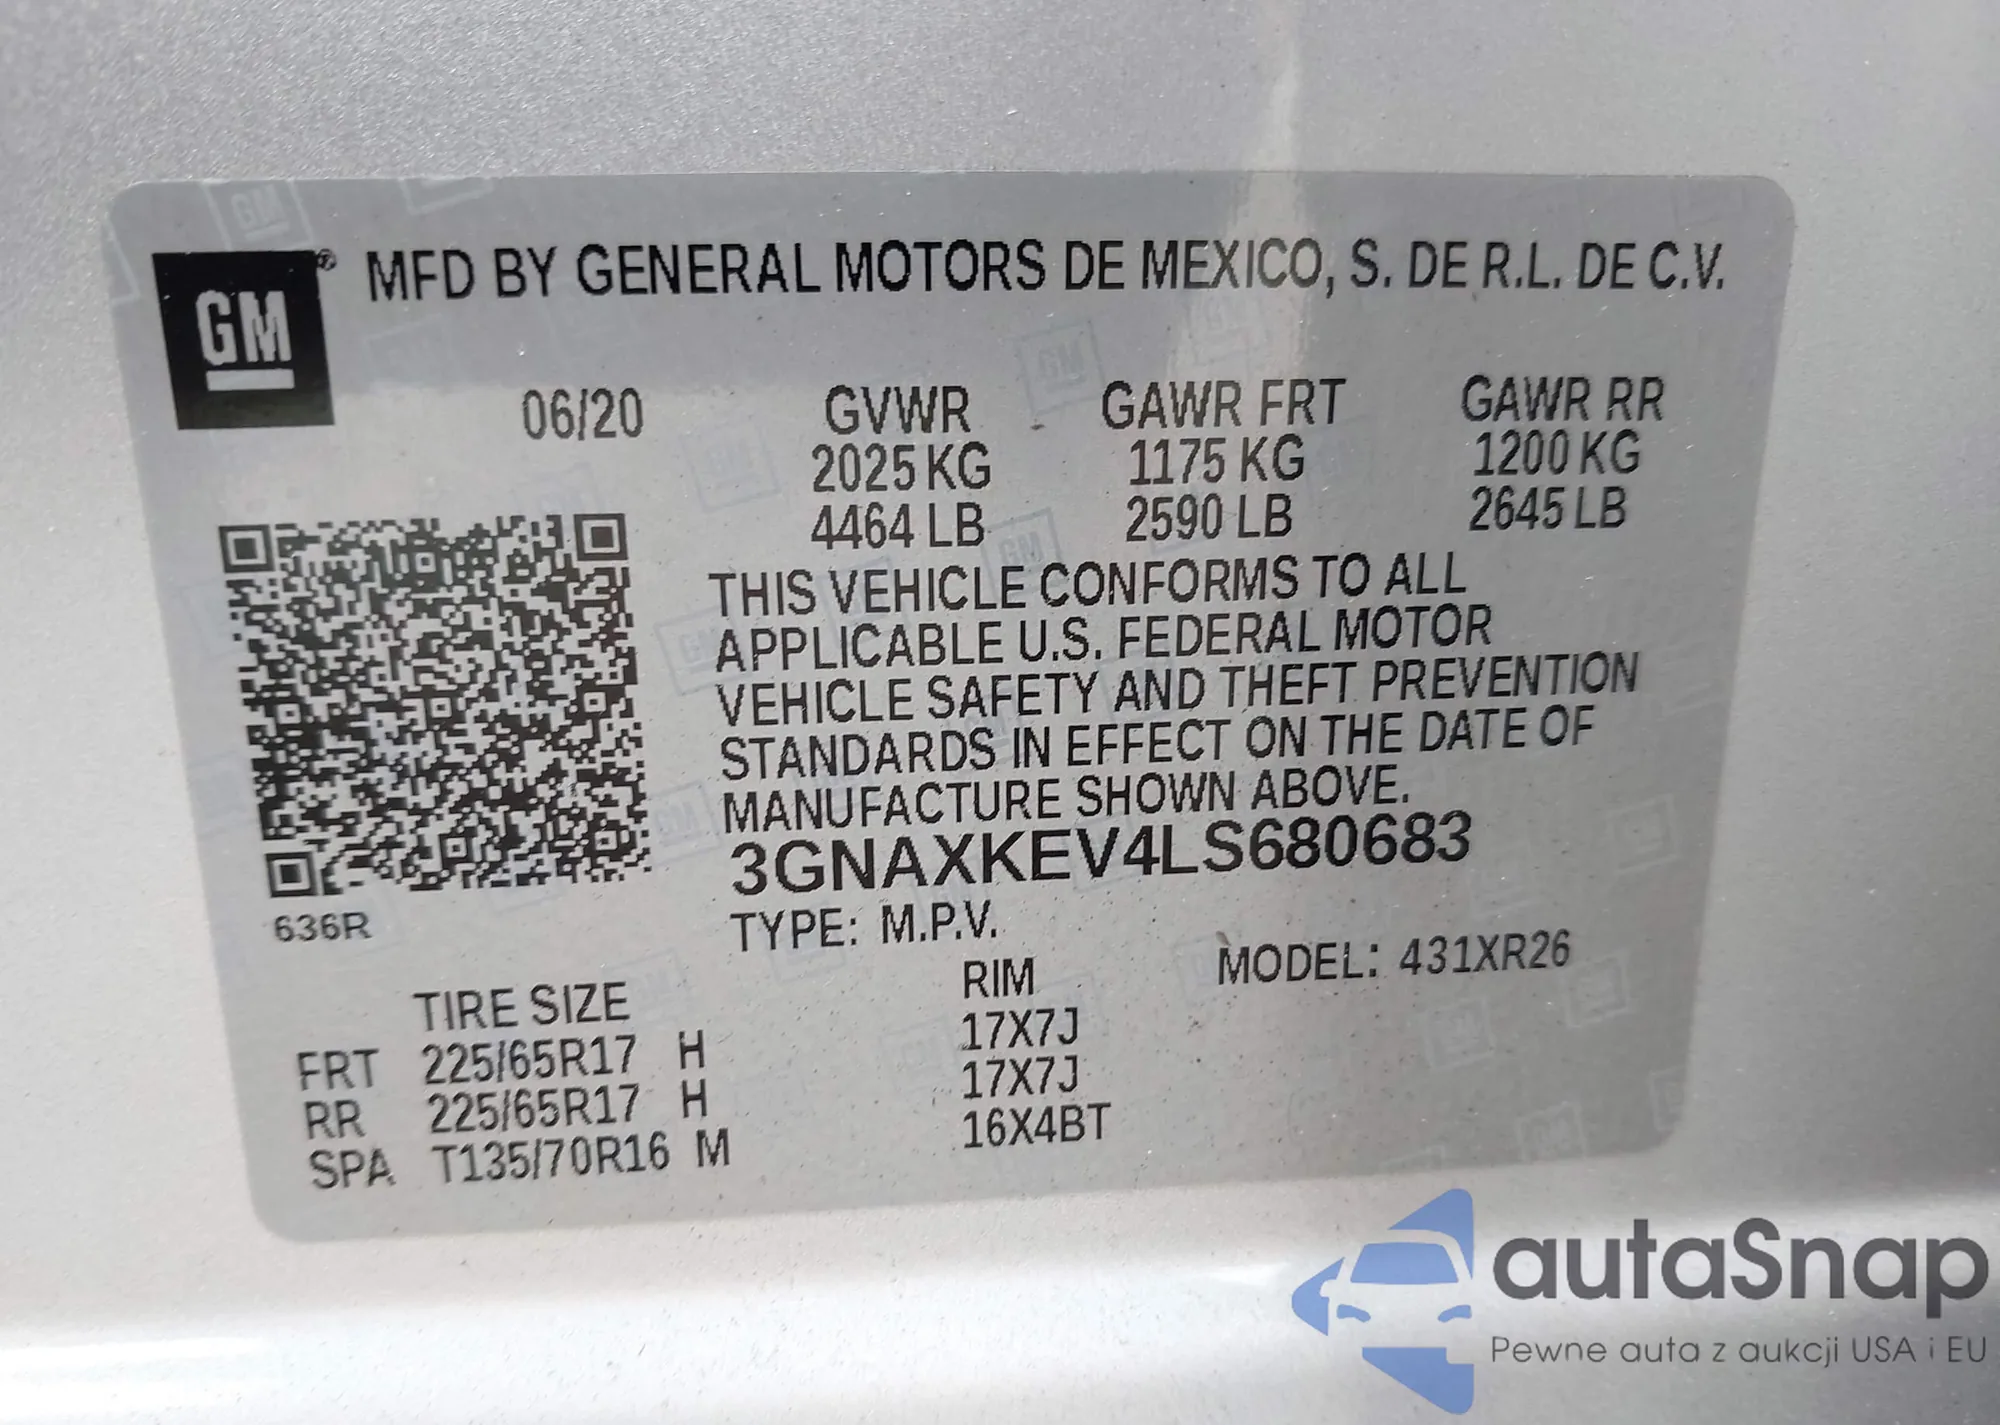 GM ® MFD BY GENERAL MOTORS DE MEXICO, S. DE R.L. DE C.V.
06/20 GVWR GAWR FRT GAWR RR
2025 KG 1175 KG 1200 KG
4464 LB 2590 LB 2645 LB
THIS VEHICLE CONFORMS TO ALL
APPLICABLE U.S. FEDERAL MOTOR
VEHICLE SAFETY AND THEFT PREVENTION
STANDARDS IN EFFECT ON THE DATE OF
MANUFACTURE SHOWN ABOVE.
3GNAXKEV4LS680683
636R
TYPE: M.P.V. MODEL: 431XR26
TIRE SIZE RIM
FRT 225/65R17 H 17X7J
RR 225/65R17 H 17X7J
SPA T135/70R16 M 16X4BT
autaSnap
Pewne auta z aukcji USA i EU